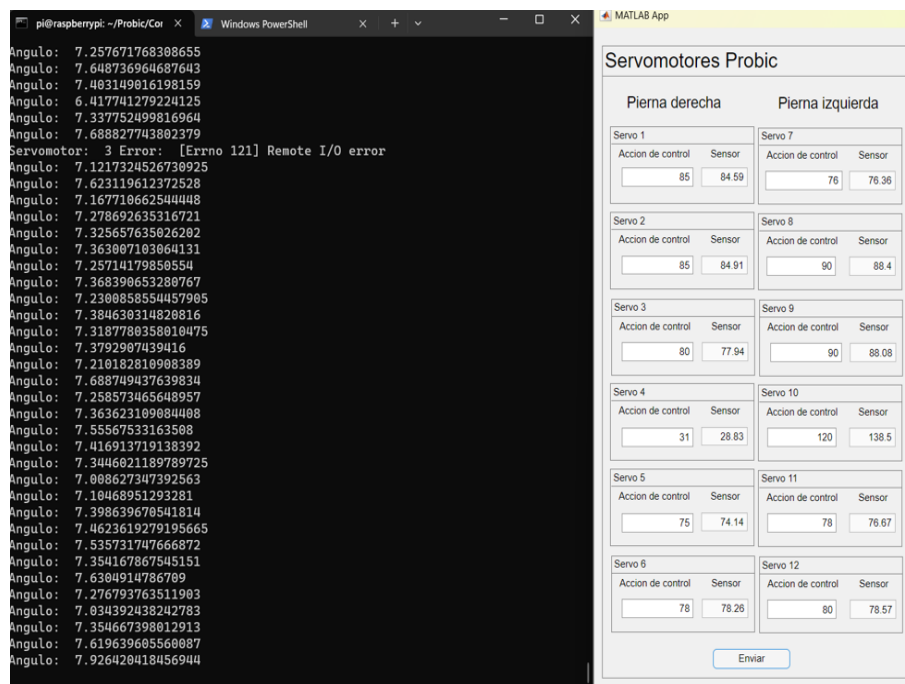 pi@raspberrypi: ~/Probic/Cor
Windows PowerShell
Angulo:  7.257671768308655
Angulo:  7.648736964687643
Angulo:  7.403149016198159
Angulo:  6.417741279224125
Angulo:  7.337752499816964
Angulo:  7.688827743802379
Servomotor:  3 Error:  [Errno 121] Remote I/O error
Angulo:  7.1217324526730925
Angulo:  7.623119612372528
Angulo:  7.167710662544448
Angulo:  7.278692635316721
Angulo:  7.325657635026202
Angulo:  7.363007103064131
Angulo:  7.25714179850554
Angulo:  7.368390653280767
Angulo:  7.2300858554457905
Angulo:  7.384630314820816
Angulo:  7.3187780358010475
Angulo:  7.3792907439416
Angulo:  7.210182810908389
Angulo:  7.688749437639834
Angulo:  7.258573465648957
Angulo:  7.363623109084408
Angulo:  7.55567533163508
Angulo:  7.416913719138392
Angulo:  7.3446021189789725
Angulo:  7.008627347392563
Angulo:  7.10468951293281
Angulo:  7.398639670541814
Angulo:  7.4623619279195665
Angulo:  7.535731747666872
Angulo:  7.354167867545151
Angulo:  7.6304914786709
Angulo:  7.276793763511903
Angulo:  7.034392438242783
Angulo:  7.354667398012913
Angulo:  7.619639605560087
Angulo:  7.926420418456944
MATLAB App
Servomotores Probic
Pierna derecha
Servo 1
Accion de control Sensor
85 84.59
Servo 2
Accion de control Sensor
85 84.91
Servo 3
Accion de control Sensor
80 77.94
Servo 4
Accion de control Sensor
31 28.83
Servo 5
Accion de control Sensor
75 74.14
Servo 6
Accion de control Sensor
78 78.26
Pierna izquierda
Servo 7
Accion de control Sensor
76 76.36
Servo 8
Accion de control Sensor
90 88.4
Servo 9
Accion de control Sensor
90 88.08
Servo 10
Accion de control Sensor
120 138.5
Servo 11
Accion de control Sensor
78 76.67
Servo 12
Accion de control Sensor
80 78.57
Enviar